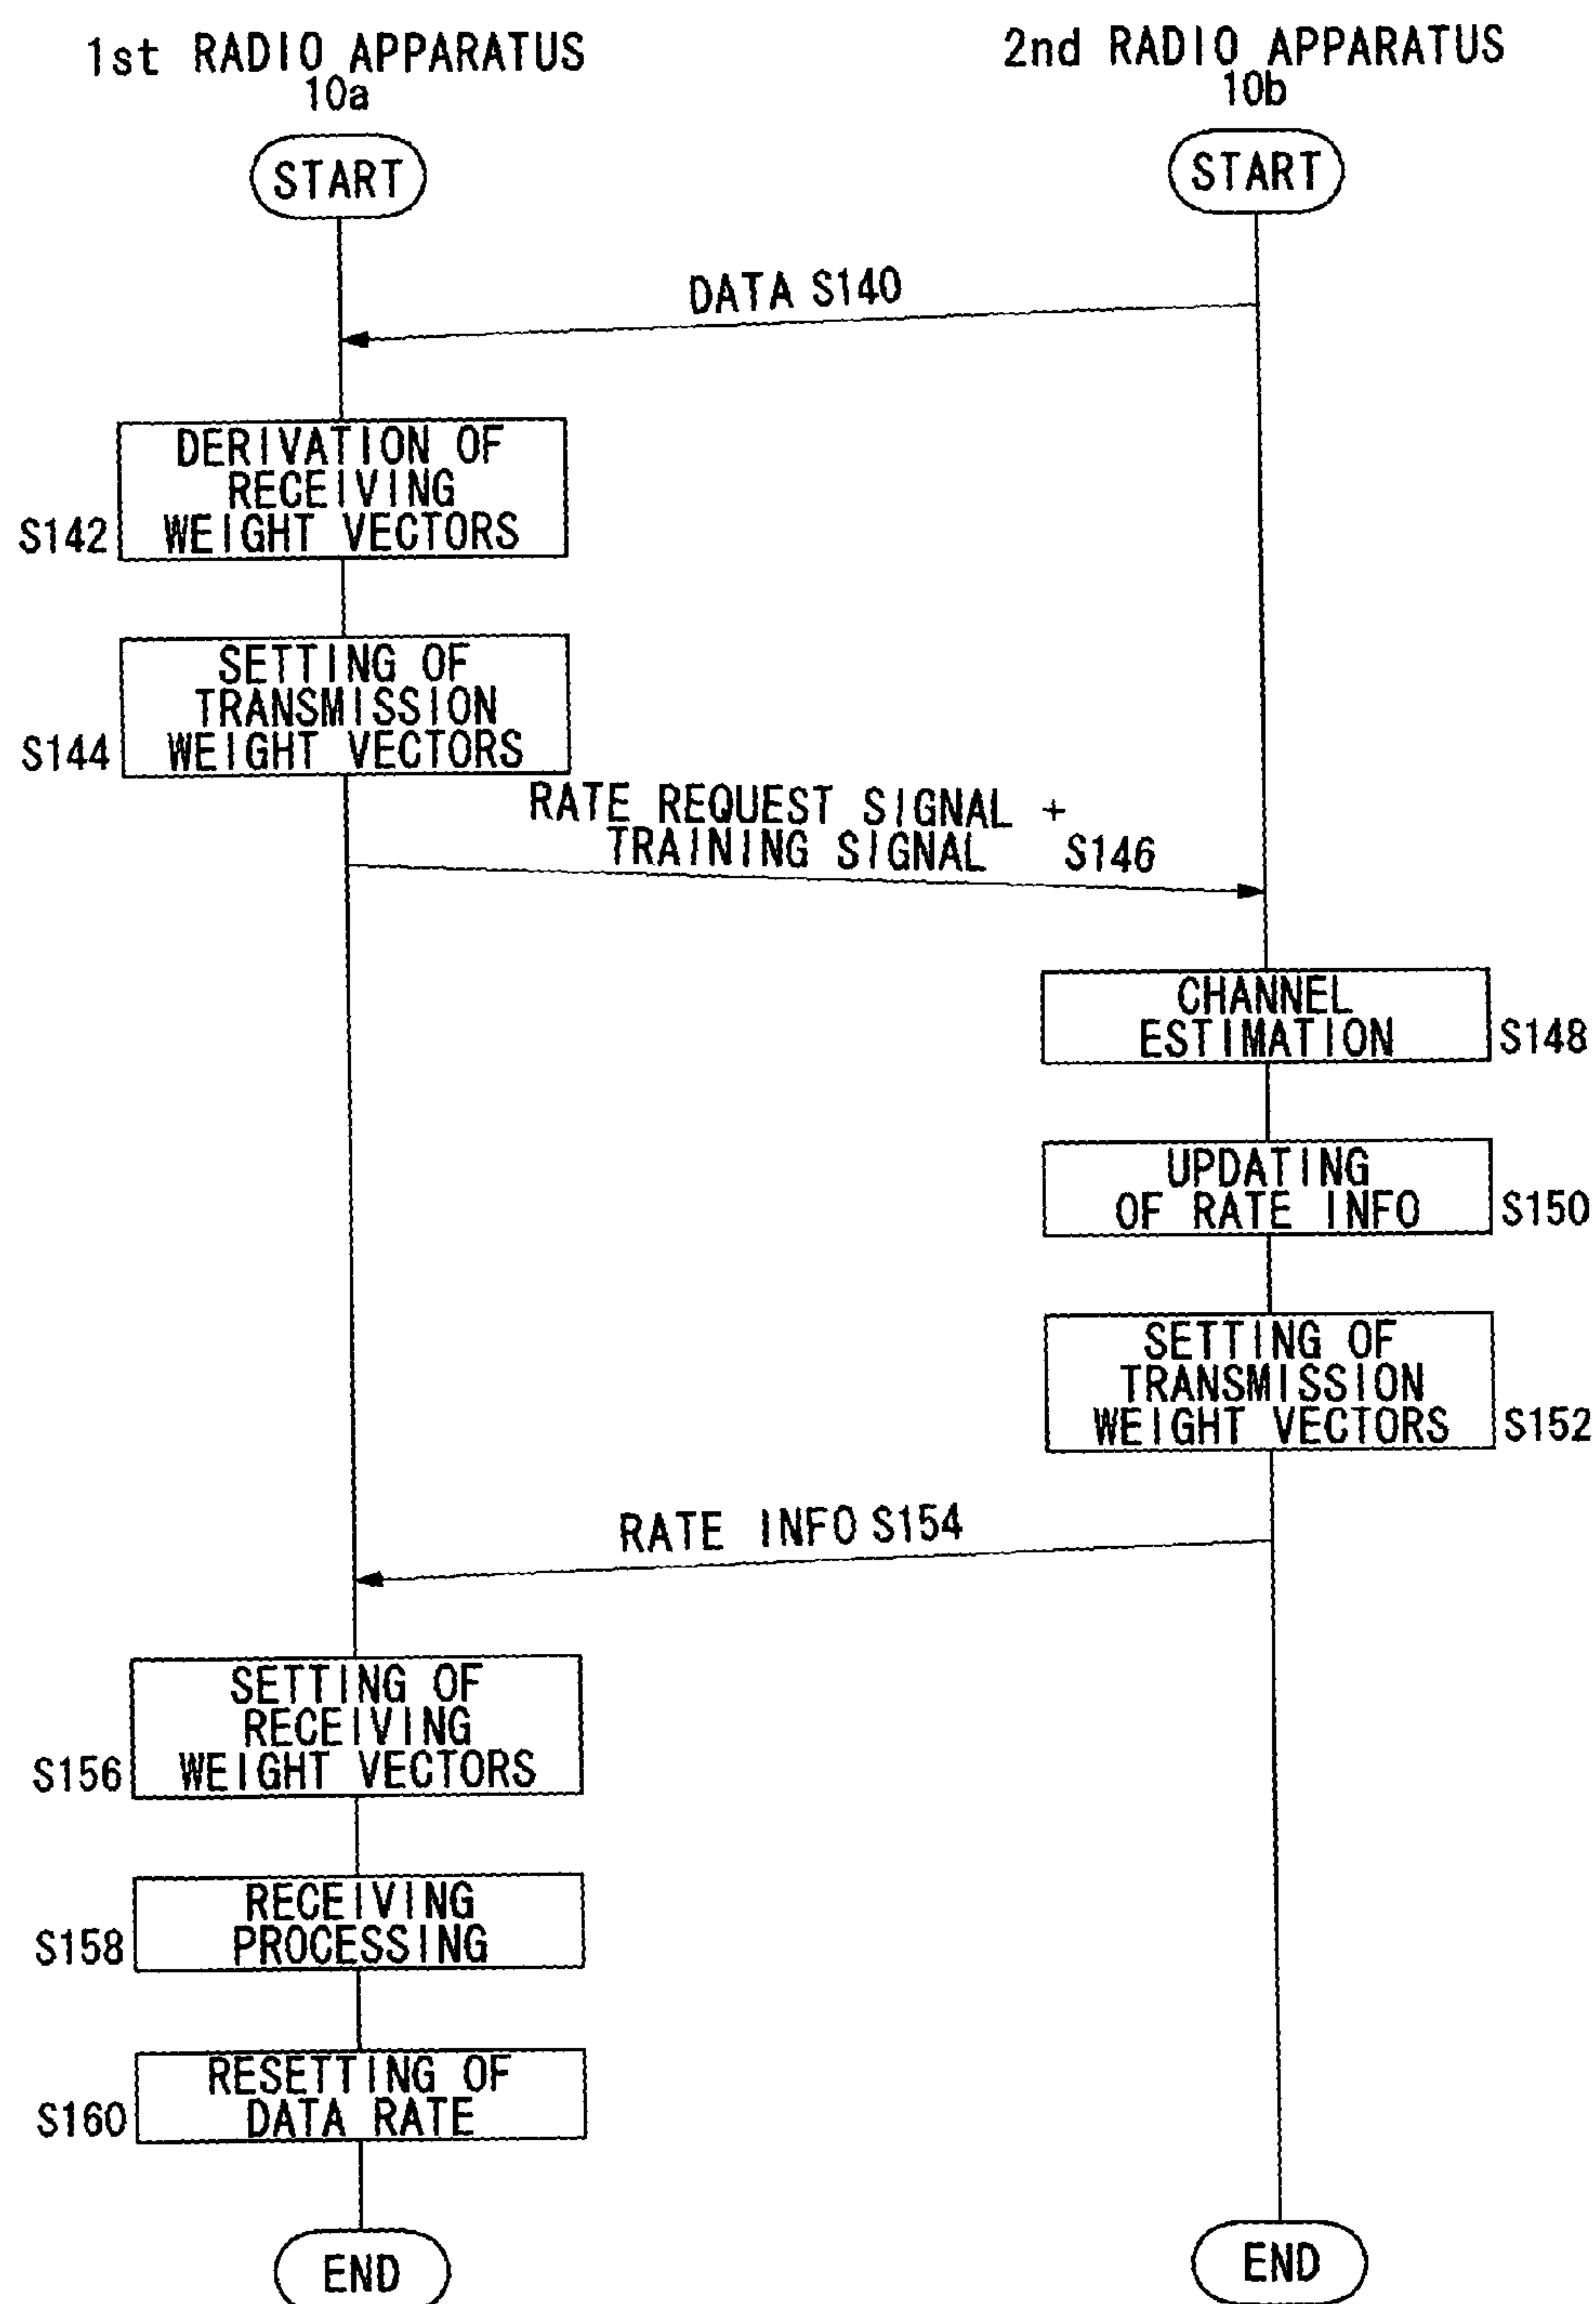 1st RADIO APPARATUS
10a
2nd RADIO APPARATUS
10b
START
START
DATA S140
DERIVATION OF
RECEIVING
WEIGHT VECTORS
S142
SETTING OF
TRANSMISSION
WEIGHT VECTORS
S144
RATE REQUEST SIGNAL +
TRAINING SIGNAL S146
CHANNEL
ESTIMATION
S148
UPDATING
OF RATE INFO
S150
SETTING OF
TRANSMISSION
WEIGHT VECTORS
S152
RATE INFO S154
SETTING OF
RECEIVING
WEIGHT VECTORS
S156
RECEIVING
PROCESSING
S158
RESETTING OF
DATA RATE
S160
END
END